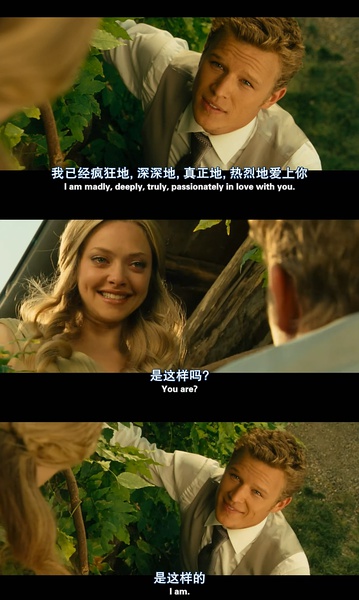 我已经疯狂地, 深深地, 真正地, 热烈地爱上你
I am madly, deeply, truly, passionately in love with you.
是这样吗?
You are?
是这样的
I am.